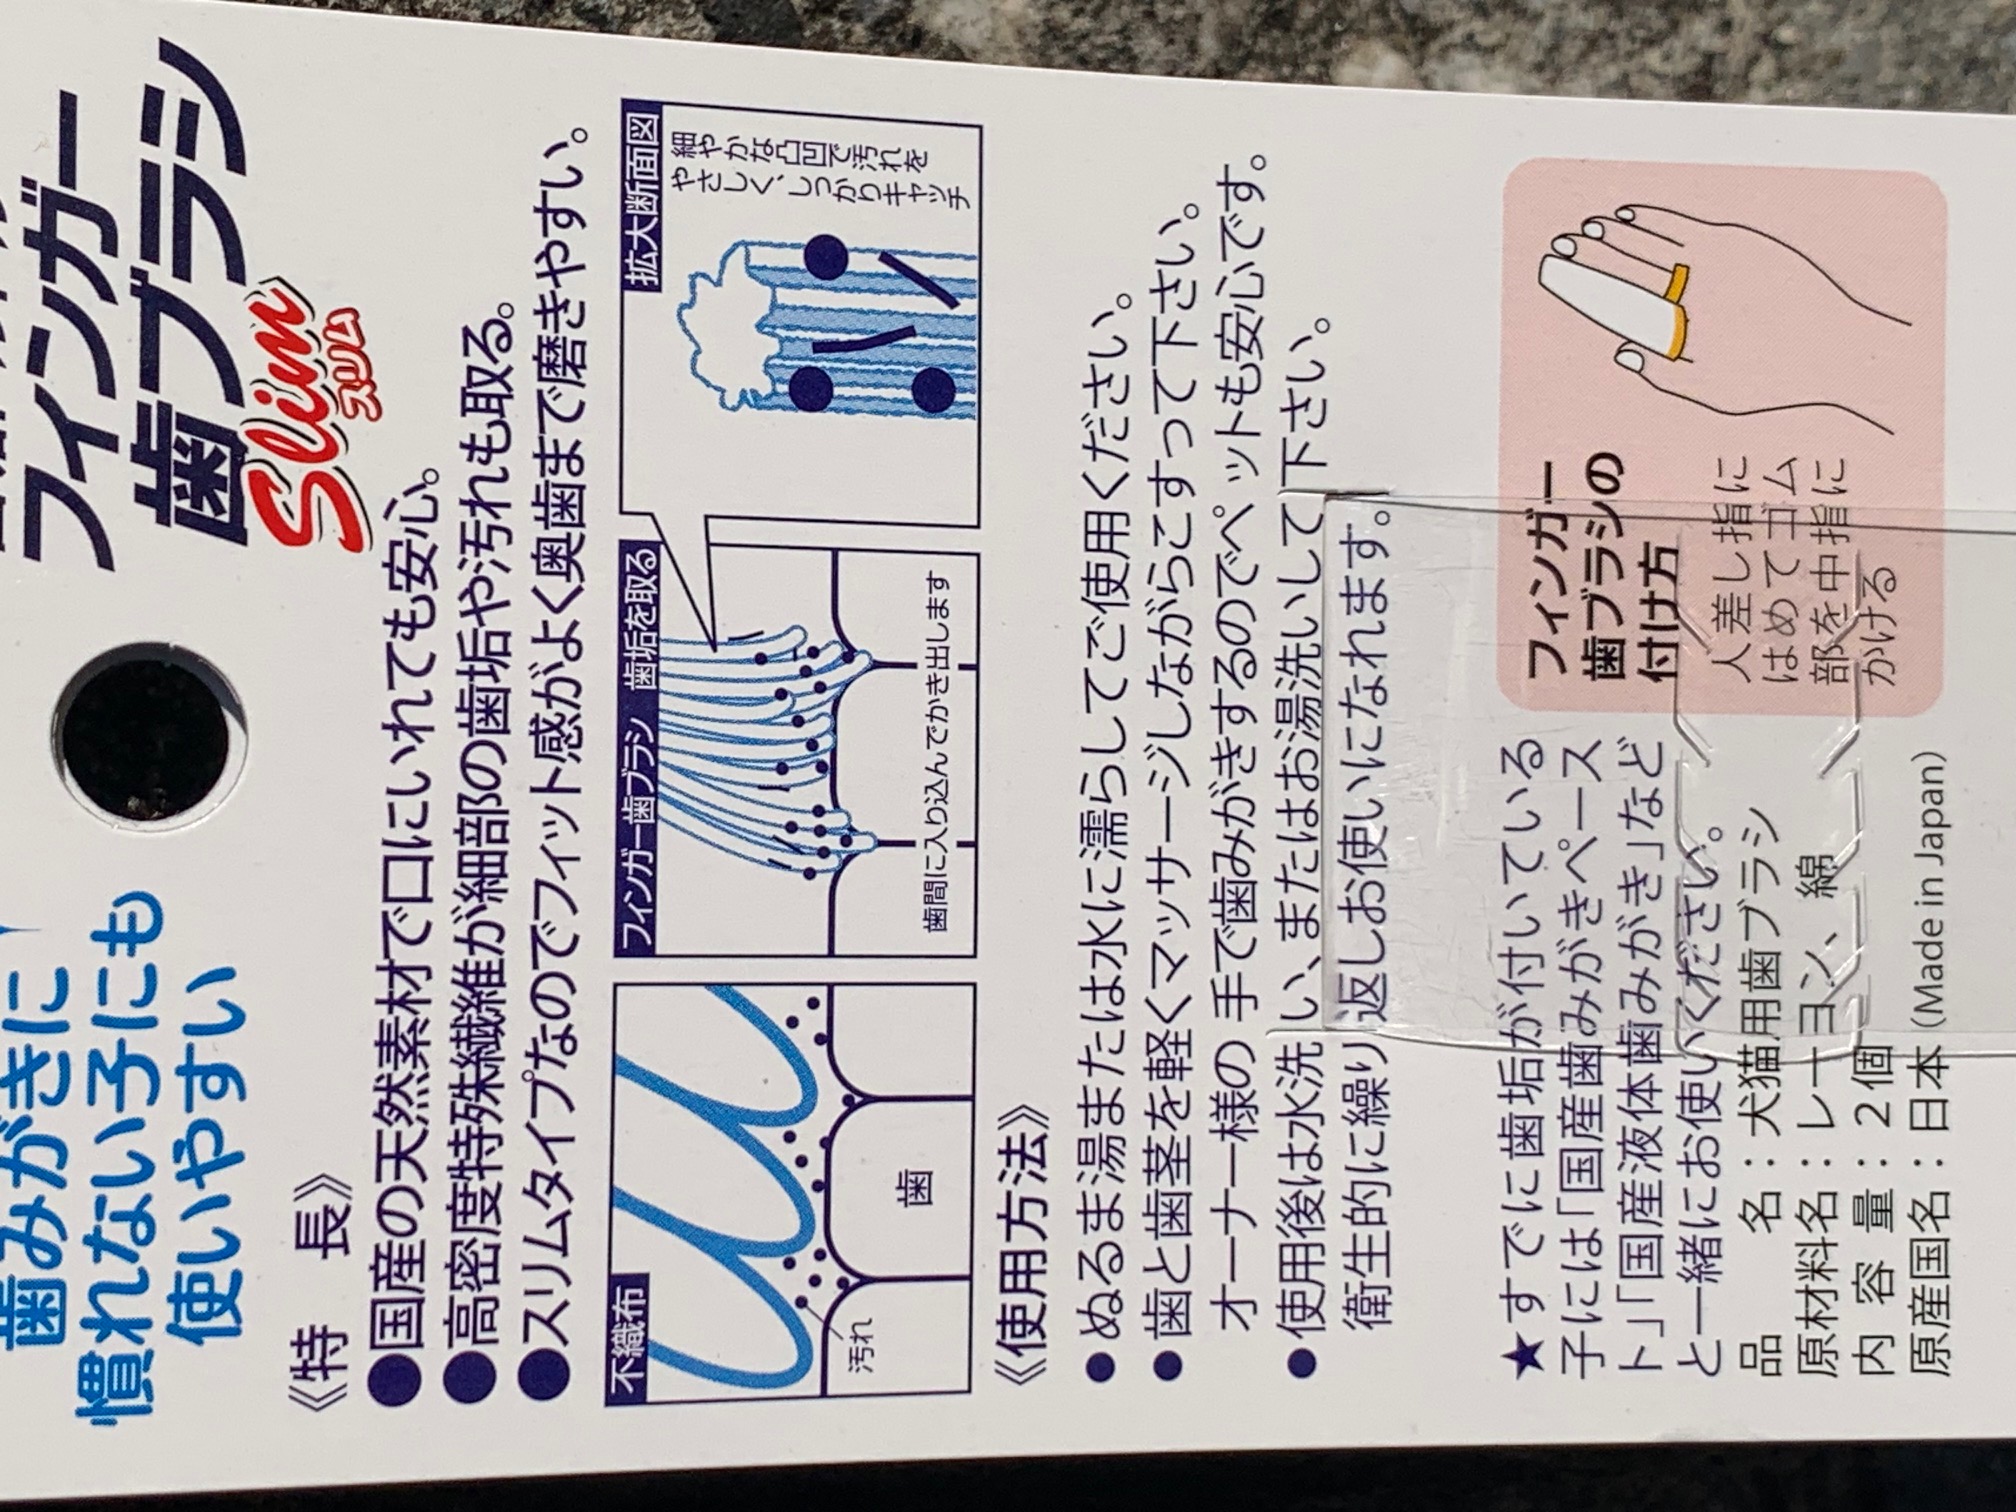 歯みがきに
慣れない子にも
使いやすい
フィンガー
歯ブラシ
Slim
スリム
《特　長》
●国産の天然素材で口にいれても安心。
●高密度特殊繊維が細部の歯垢や汚れも取る。
●スリムタイプなのでフィット感がよく奥歯まで磨きやすい。
不織布
汚れ
歯
フィンガー歯ブラシ　歯垢を取る
歯間に入り込んでかき出します
拡大断面図
細やかな凸凹で汚れを
やさしく、しっかりキャッチ
《使用方法》
●ぬるま湯または水に濡らしてご使用ください。
●歯と歯茎を軽くマッサージしながらこすって下さい。
オーナー様の 手で歯みがきするのでペットも安心です。
●使用後は水洗い、またはお湯洗いして下さい。
衛生的に繰り返しお使いになれます。
★すでに歯垢が付いている
子には「国産歯みがきペース
ト」「国産液体歯みがき」など
と一緒にお使いください。
品　名：犬猫用歯ブラシ
原材料名：レーヨン、綿
内 容 量：２個
原産国名：日本（Made in Japan）
フィンガー
歯ブラシの
付け方
人差し指に
はめてゴム
部を中指に
かける